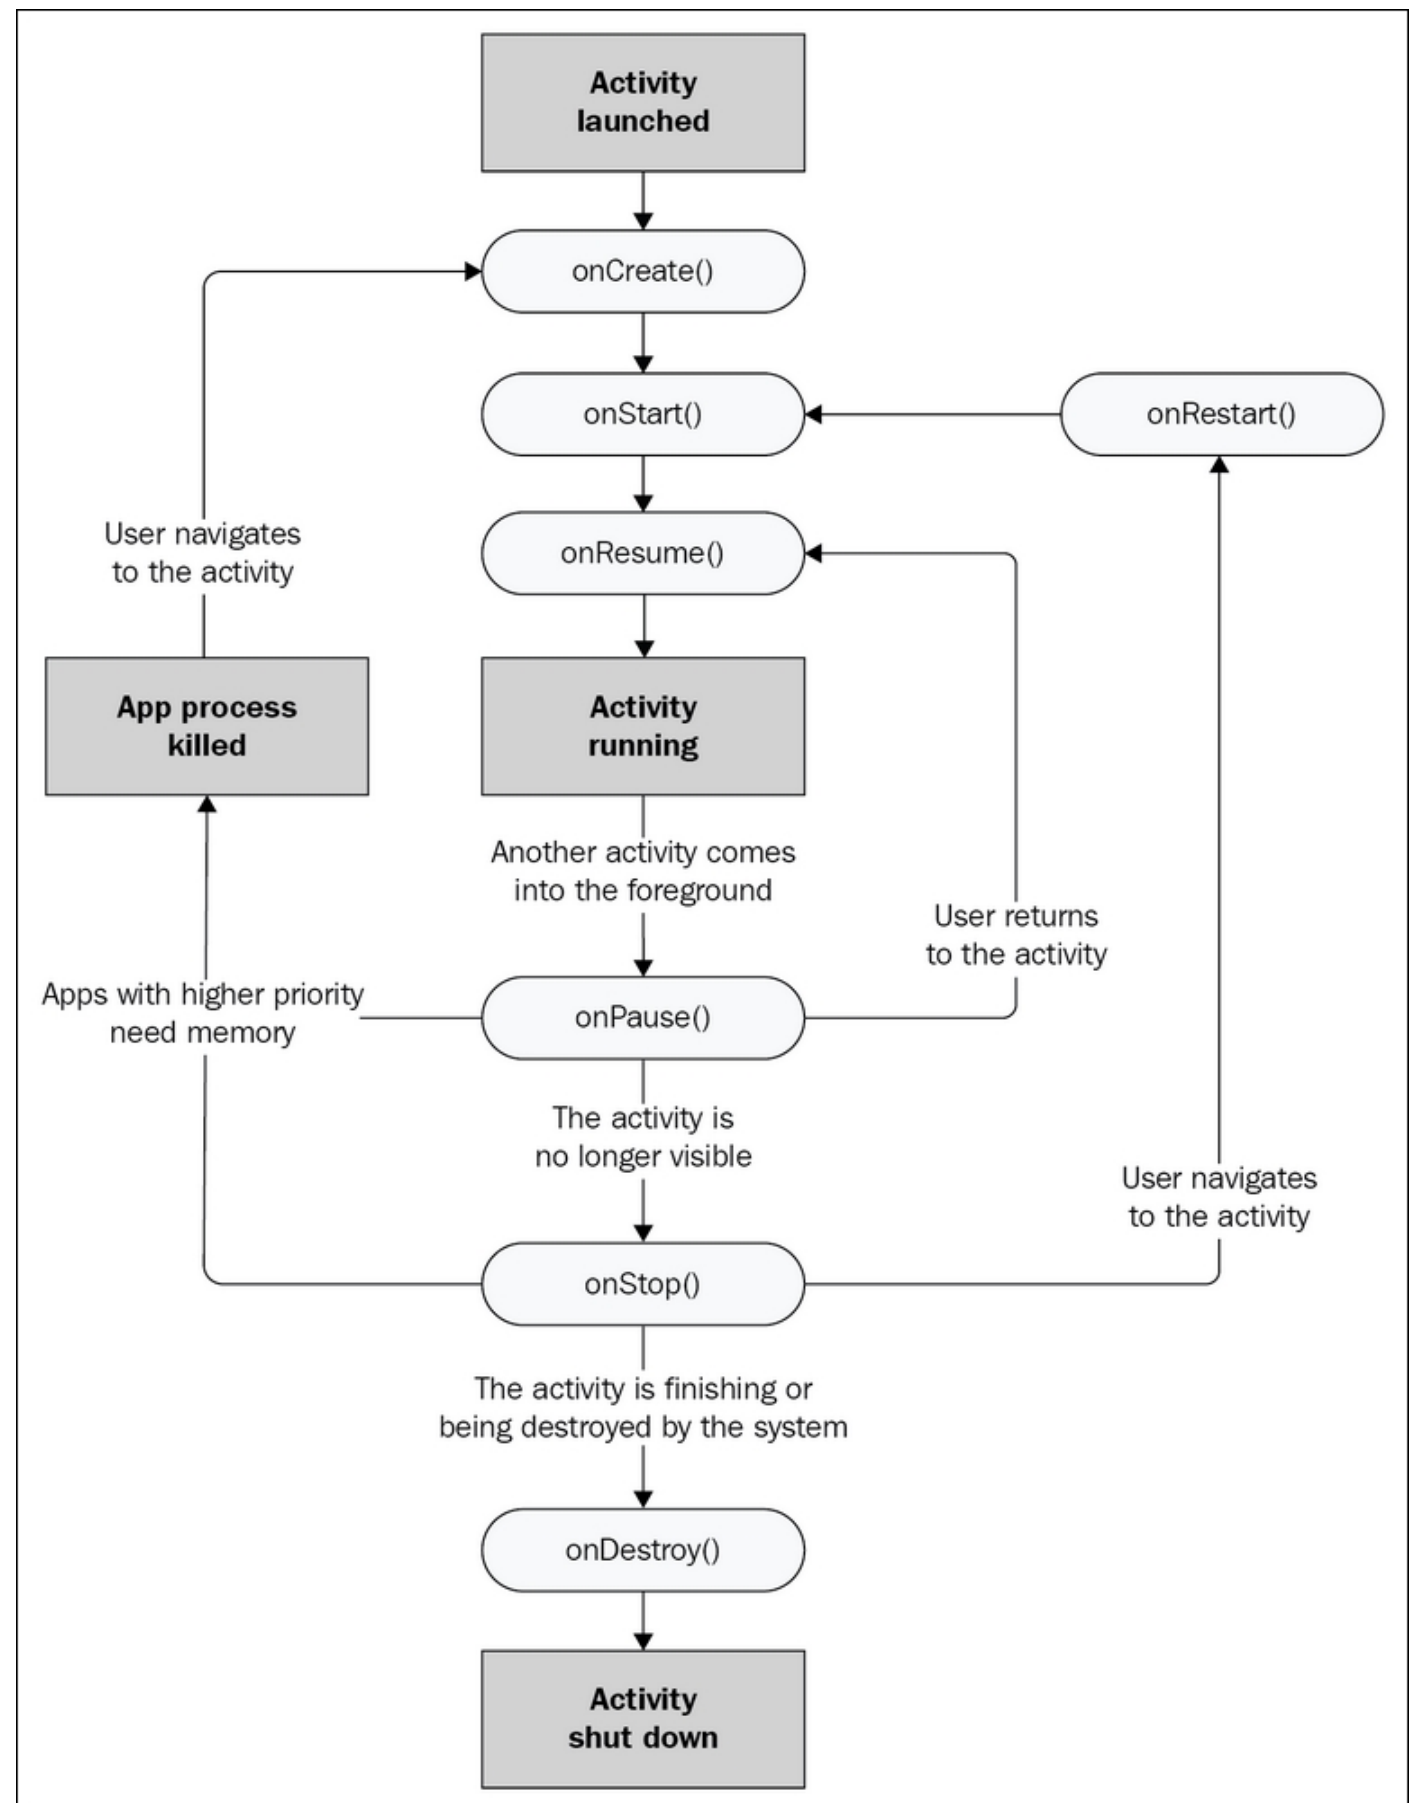 Activity
launched
onCreate()
onStart()
onRestart()
onResume()
User navigates
to the activity
App process
killed
Activity
running
Another activity comes
into the foreground
User returns
to the activity
Apps with higher priority
need memory
onPause()
The activity is
no longer visible
User navigates
to the activity
onStop()
The activity is finishing or
being destroyed by the system
onDestroy()
Activity
shut down